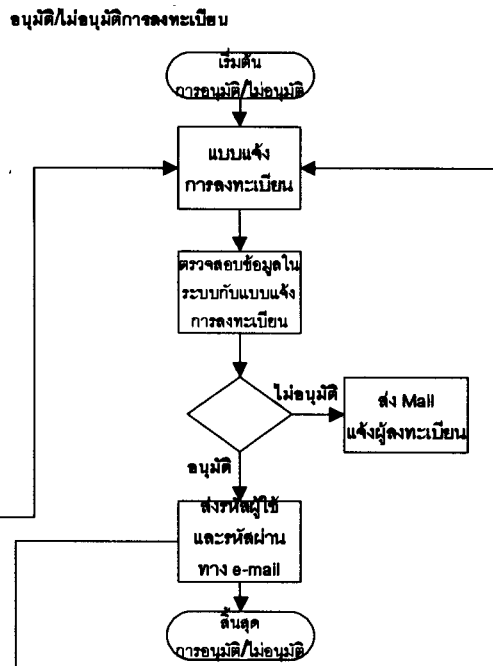 อนุมัติ/ไม่อนุมัติการลงทะเบียน
เริ่มต้น
การอนุมัติ/ไม่อนุมัติ
แบบแจ้ง
การลงทะเบียน
ตรวจสอบข้อมูลใน
ระบบกับแบบแจ้ง
การลงทะเบียน
ไม่อนุมัติ
ส่ง Mail
แจ้งผู้ลงทะเบียน
อนุมัติ
ส่งรหัสผู้ใช้
และรหัสผ่าน
ทาง e-mail
สิ้นสุด
การอนุมัติ/ไม่อนุมัติ